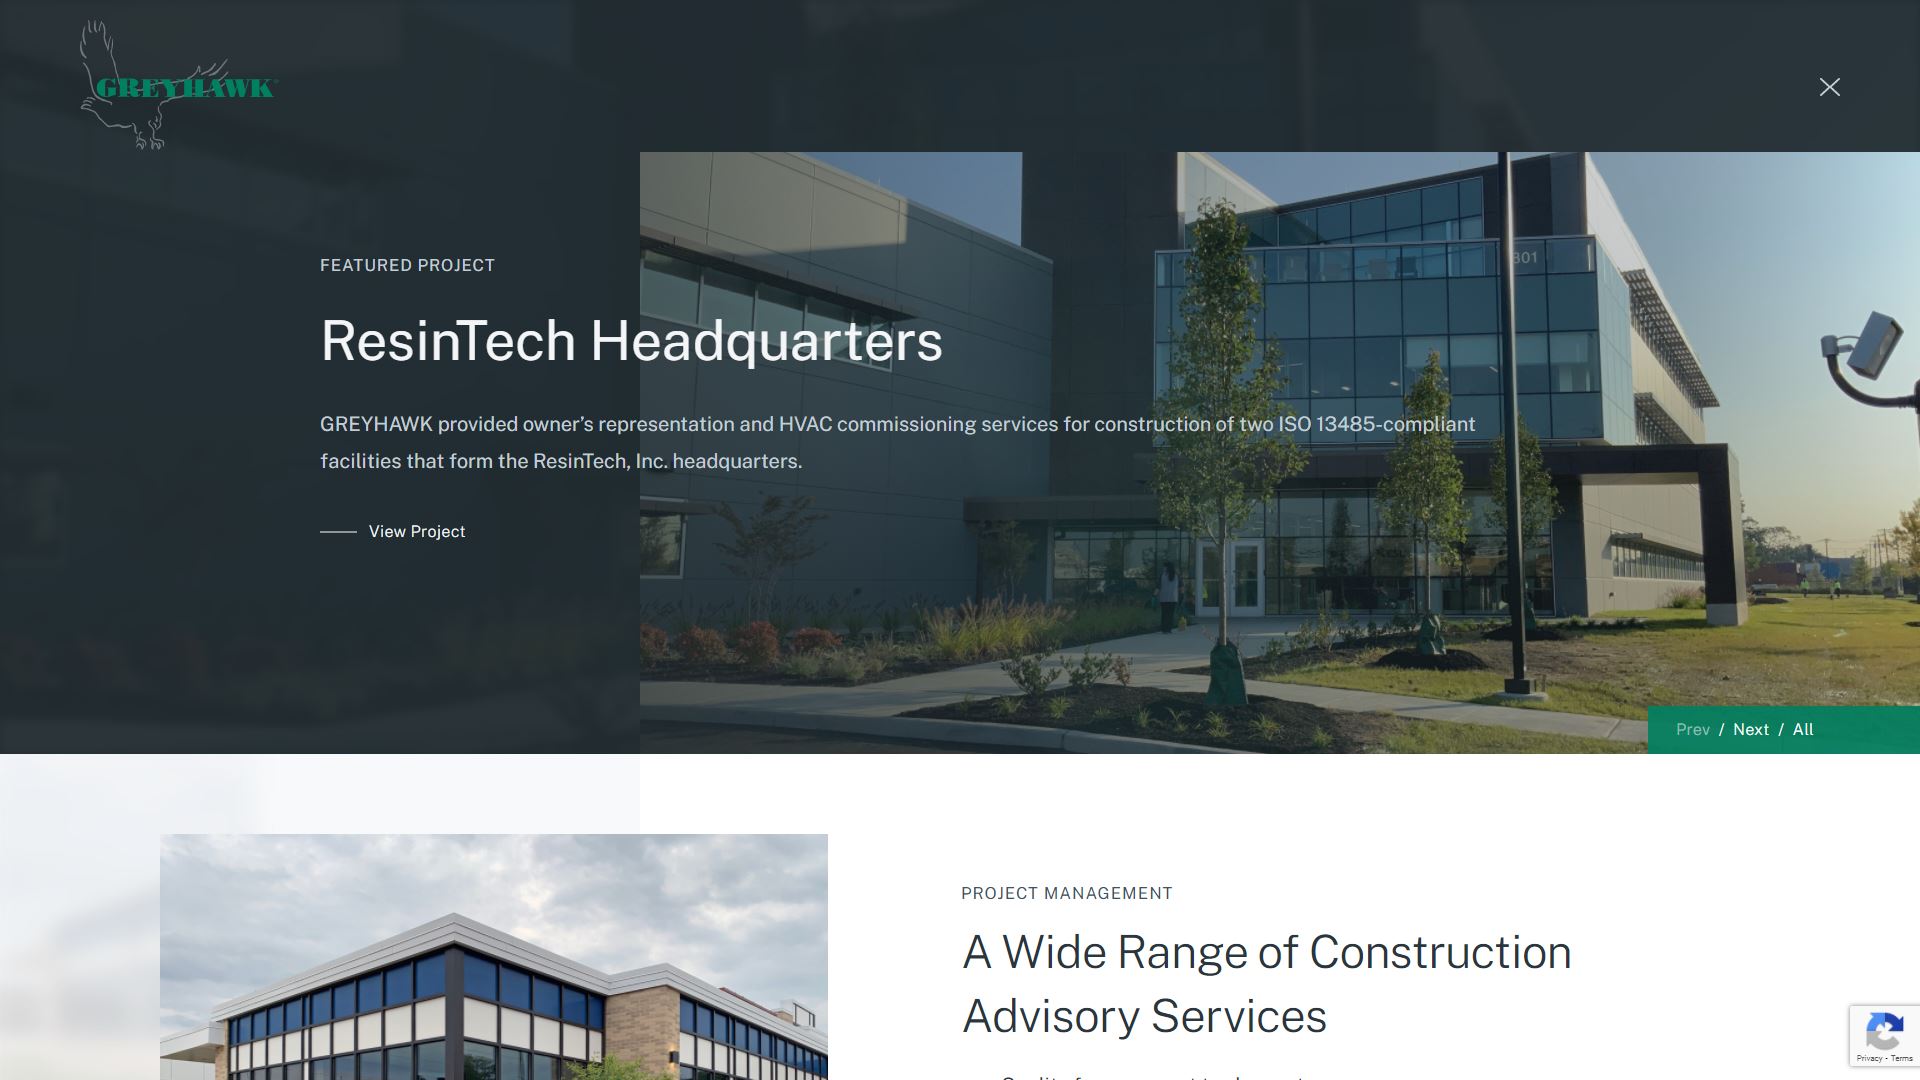 GREYHAWK
FEATURED PROJECT
ResinTech Headquarters
301
GREYHAWK provided owner’s representation and HVAC commissioning services for construction of two ISO 13485-compliant
facilities that form the ResinTech, Inc. headquarters.
View Project
Prev / Next / All
PROJECT MANAGEMENT
A Wide Range of Construction
Advisory Services
Privacy - Terms